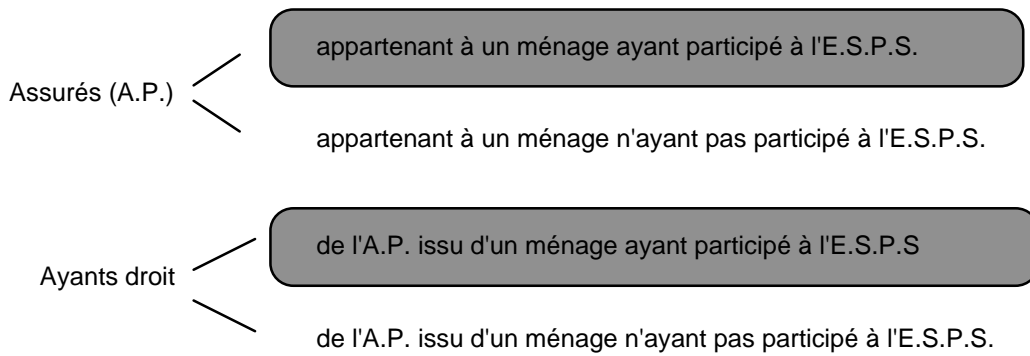 appartenant à un ménage ayant participé à l'E.S.P.S.
Assurés (A.P.)
appartenant à un ménage n'ayant pas participé à l'E.S.P.S.
de l'A.P. issu d'un ménage ayant participé à l'E.S.P.S
Ayants droit
de l'A.P. issu d'un ménage n'ayant pas participé à l'E.S.P.S.